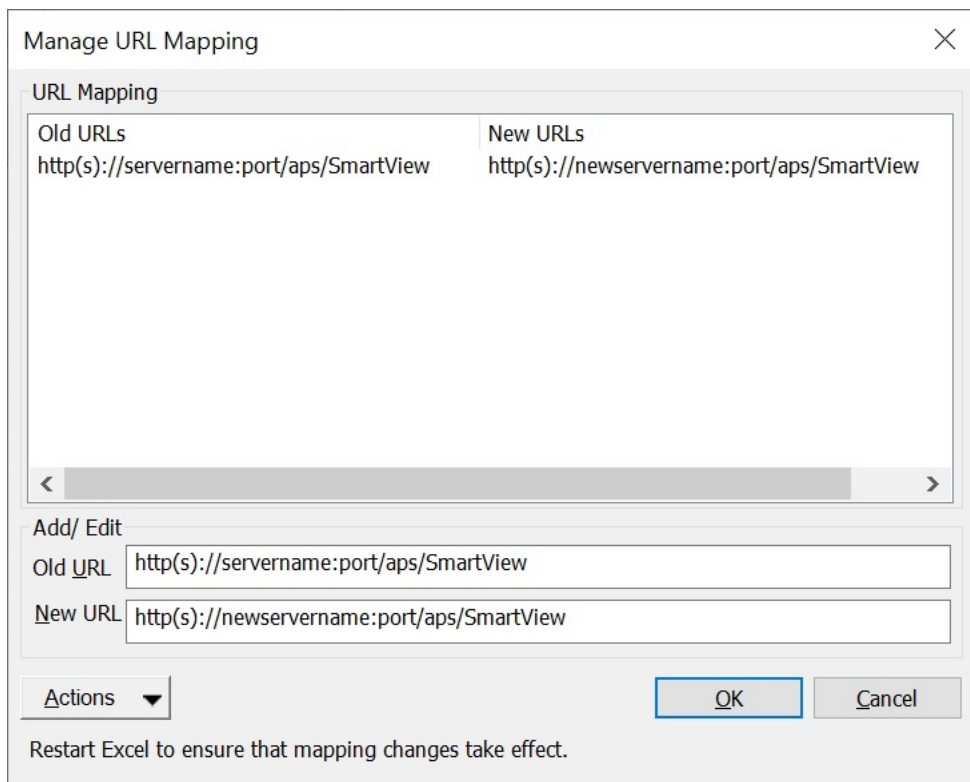 Manage URL Mapping
URL Mapping
Old URLs New URLs
http(s)://servername:port/aps/SmartView http(s)://newservername:port/aps/SmartView
Add/ Edit
Old URL http(s)://servername:port/aps/SmartView
New URL http(s)://newservername:port/aps/SmartView
Actions OK Cancel
Restart Excel to ensure that mapping changes take effect.